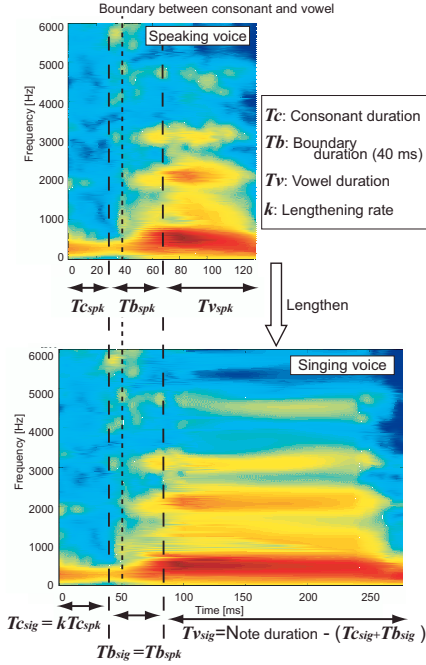 Boundary between consonant and vowel
Speaking voice
6000
5000
4000
3000
2000
1000
0
Frequency [Hz]
0 20 40 60 80 100 120
Tc: Consonant duration
Tb: Boundary
duration (40 ms)
Tv: Vowel duration
k: Lengthening rate
Tcspk Tbspk Tvspk
Lengthen
Singing voice
6000
5000
4000
3000
2000
1000
0
Frequency [Hz]
0 50 100 150 200 250
Time [ms]
Tcsig = kTcspk
Tvsig=Note duration - (Tcsig+Tbsig)
Tbsig =Tbspk